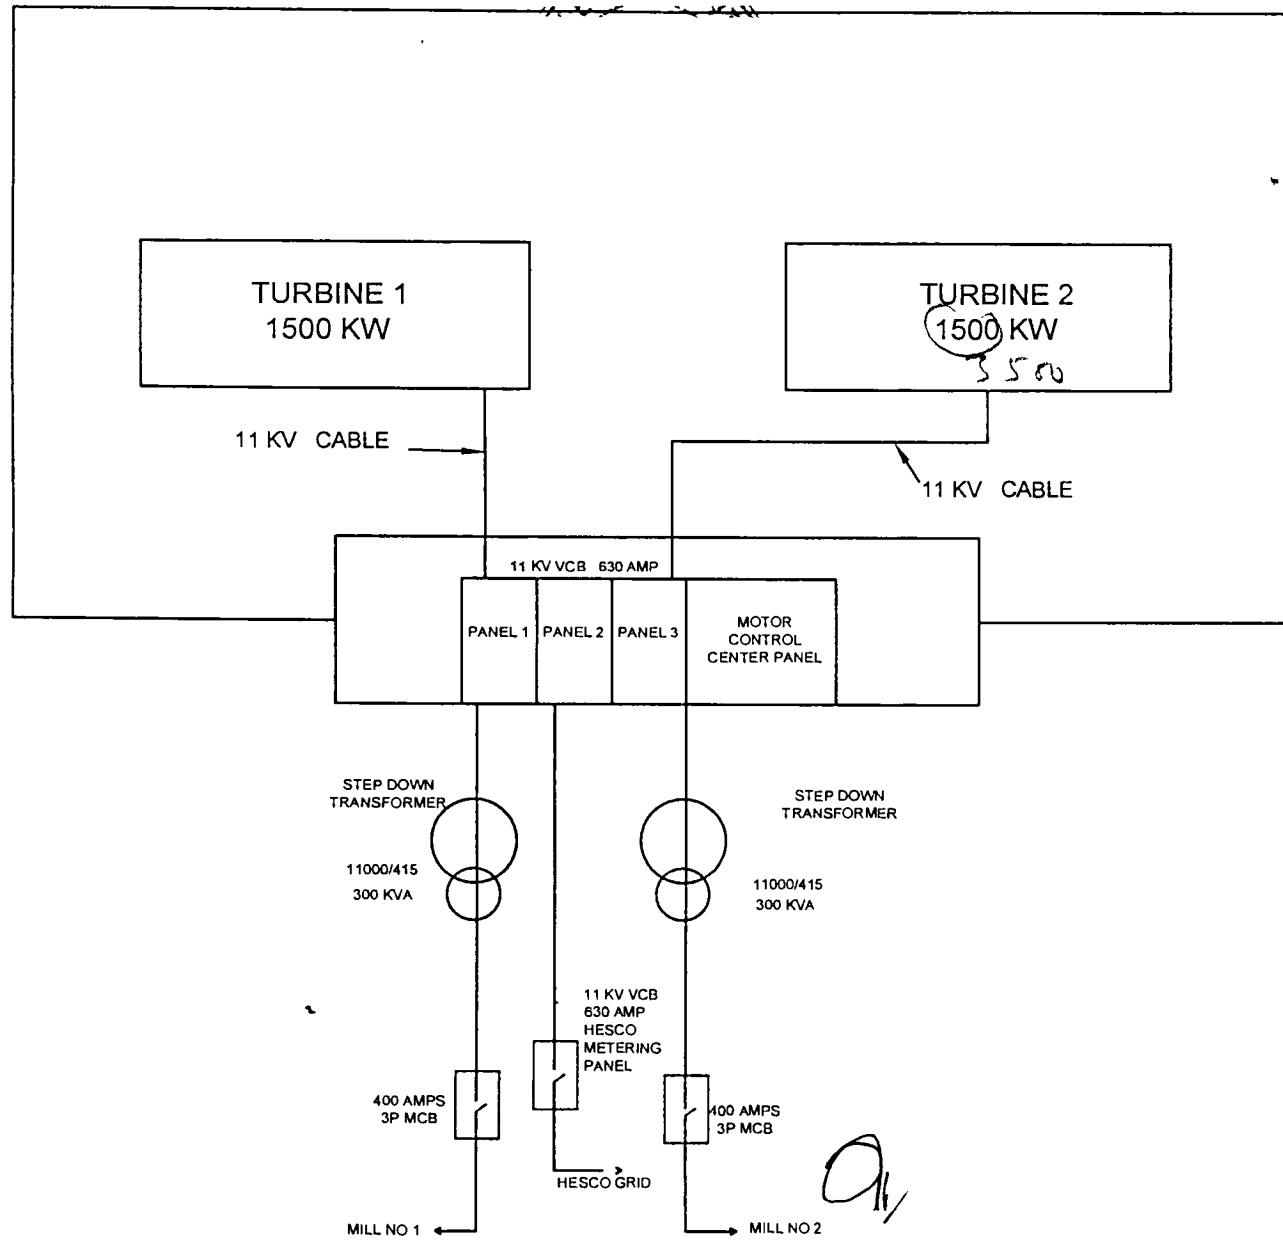 TURBINE 1
1500 KW
TURBINE 2
1500 KW
3500
11 KV CABLE
11 KV CABLE
11 KV VCB 630 AMP
PANEL 1
PANEL 2
PANEL 3
MOTOR
CONTROL
CENTER PANEL
STEP DOWN
TRANSFORMER
STEP DOWN
TRANSFORMER
11000/415
300 KVA
11000/415
300 KVA
11 KV VCB
630 AMP
HESCO
METERING
PANEL
400 AMPS
3P MCB
400 AMPS
3P MCB
HESCO GRID
MILL NO 1
MILL NO 2